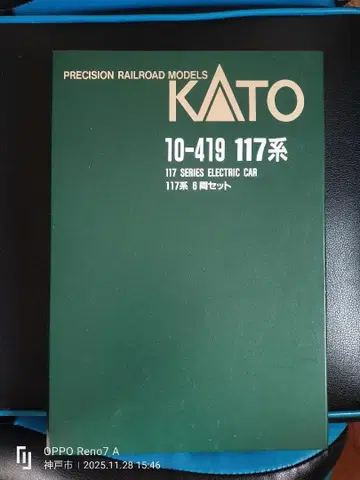 PRECISION RAILROAD MODELS
KATO
10-419 117系
117 SERIES ELECTRIC CAR
117系 6両セット
OPPO Reno7 A
神戸市 | 2025.11.28 15:46